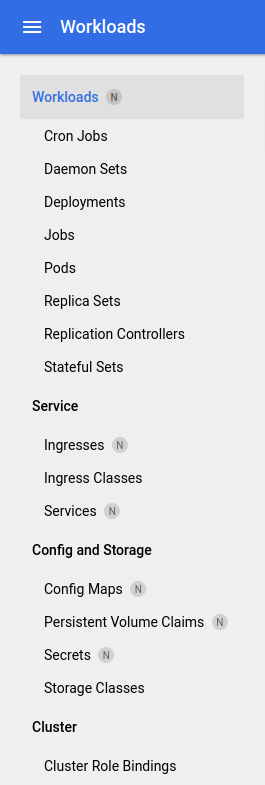 Workloads
Workloads N
Cron Jobs
Daemon Sets
Deployments
Jobs
Pods
Replica Sets
Replication Controllers
Stateful Sets
Service
Ingresses N
Ingress Classes
Services N
Config and Storage
Config Maps N
Persistent Volume Claims N
Secrets N
Storage Classes
Cluster
Cluster Role Bindings